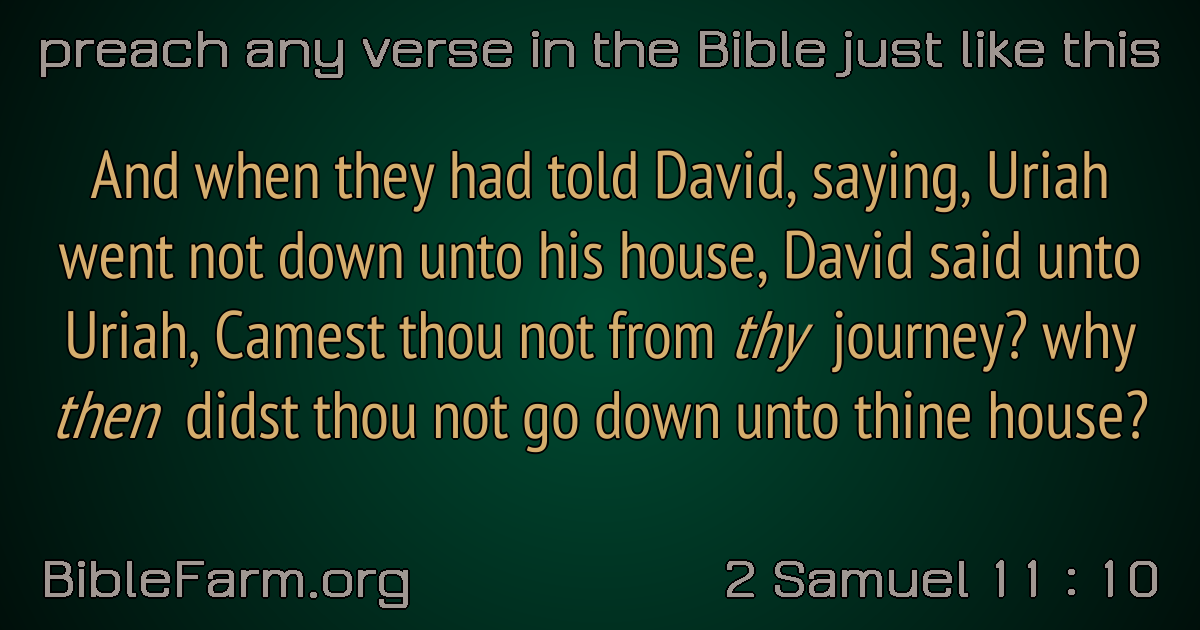 preach any verse in the Bible just like this
And when they had told David, saying, Uriah
went not down unto his house, David said unto
Uriah, Camest thou not from thy journey? why
then didst thou not go down unto thine house?
BibleFarm.org
2 Samuel 11 : 10